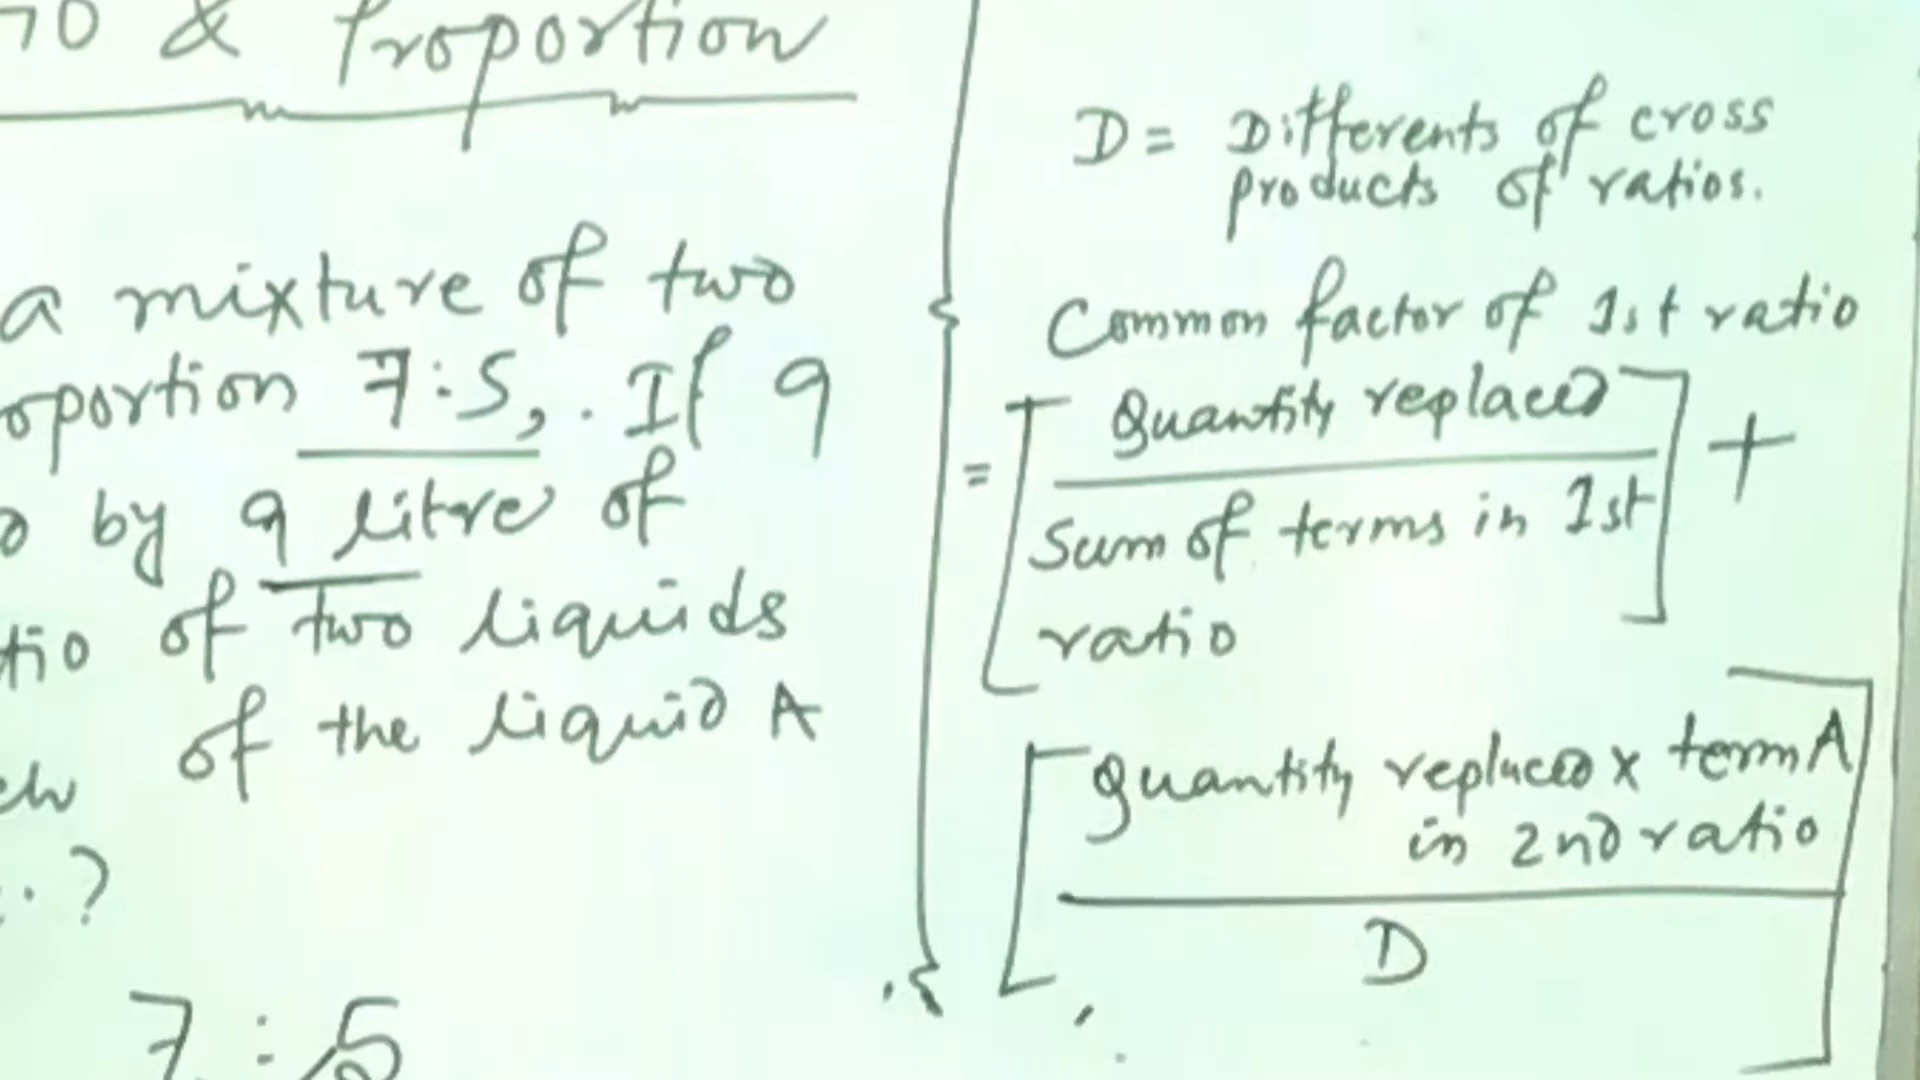 & Proportion
a mixture of two
oportion 7:5, . If 9
by 9 litre of
tio of two liquids
of the liquid A
..?
7 : 5
D = Differents of cross
products of ratios.
Common factor of 1st ratio
= [ Quantity replaced ] +
Sum of terms in 1st
ratio
[ Quantity replaced x term A
in 2nd ratio ]
D